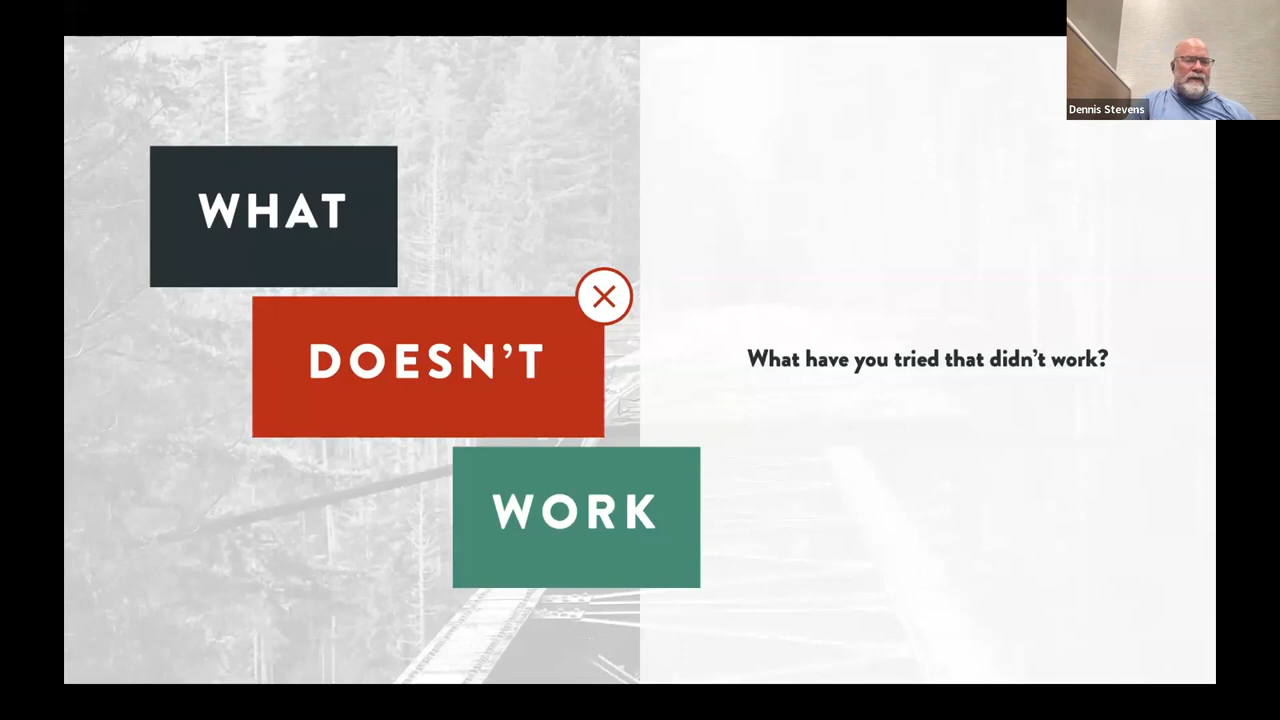 Dennis Stevens
WHAT
DOESN’T
WORK
What have you tried that didn’t work?